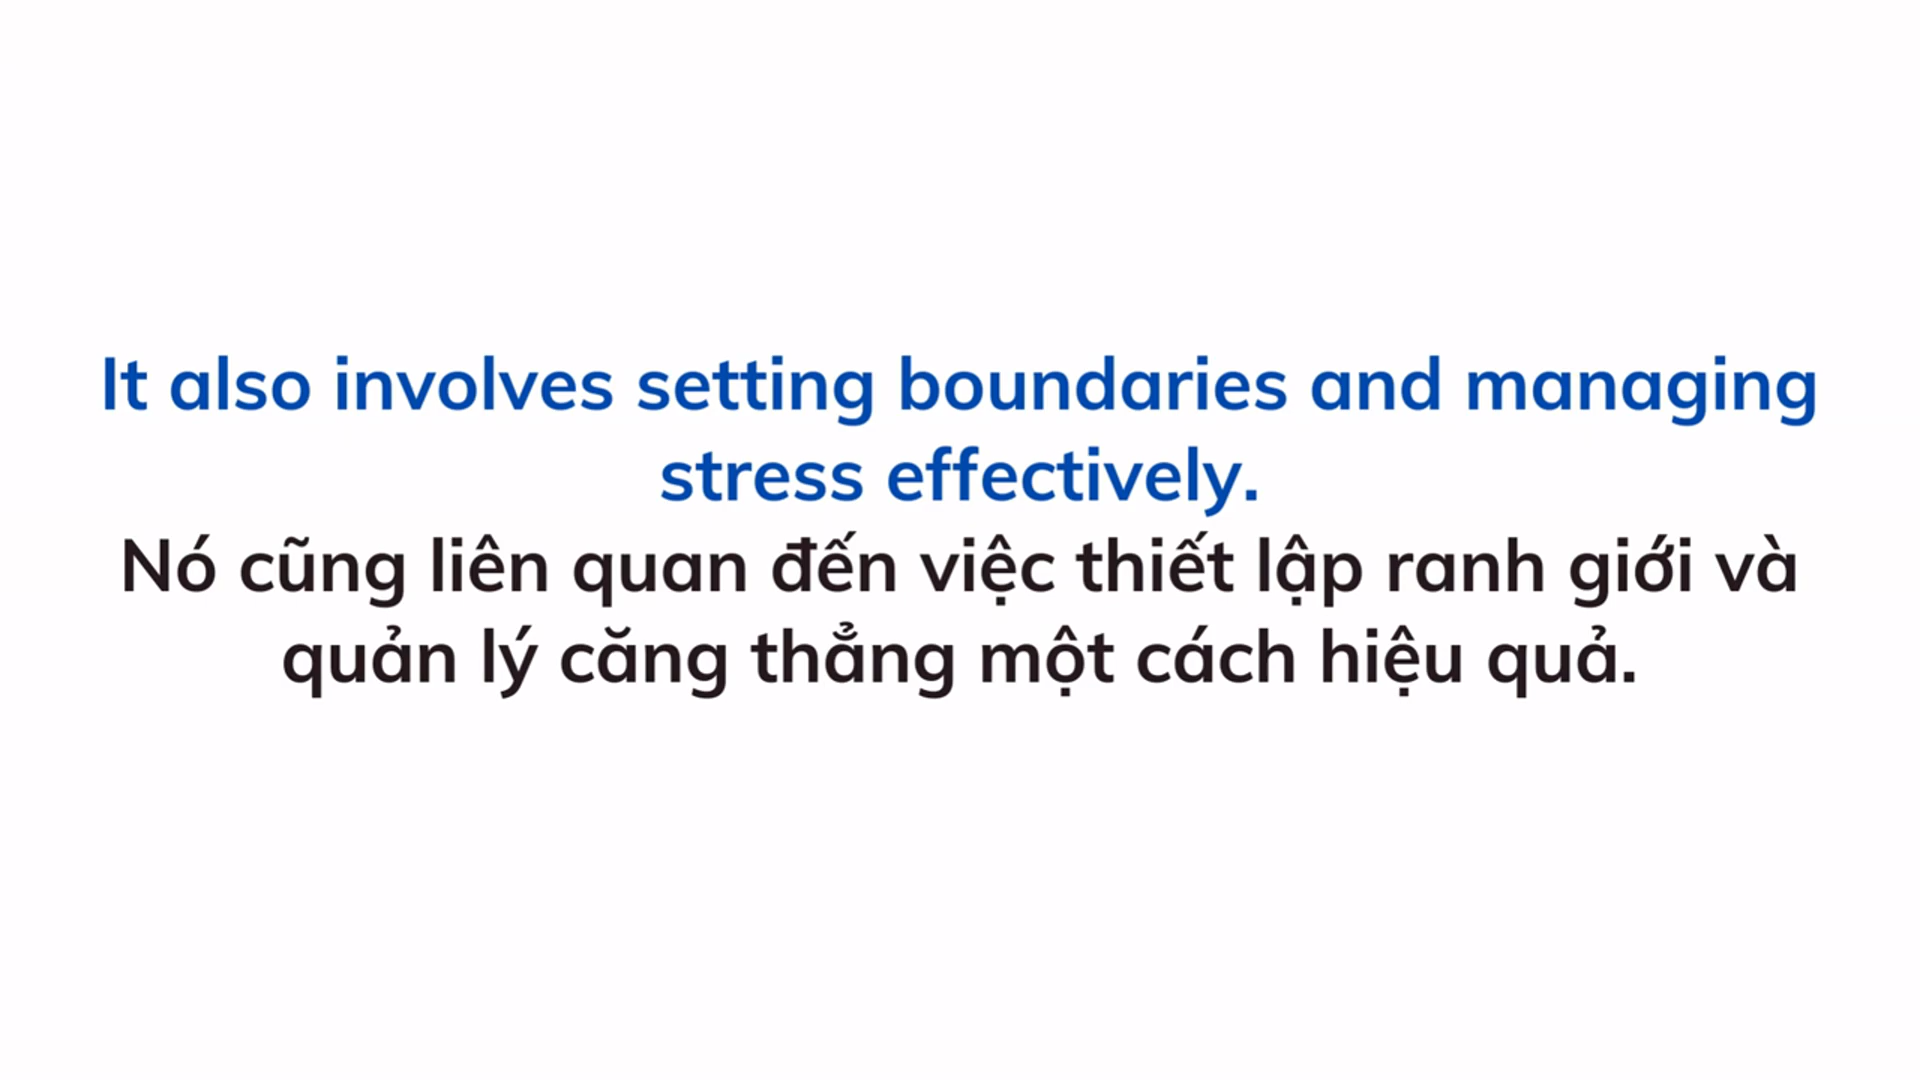 It also involves setting boundaries and managing
stress effectively.
Nó cũng liên quan đến việc thiết lập ranh giới và
quản lý căng thẳng một cách hiệu quả.